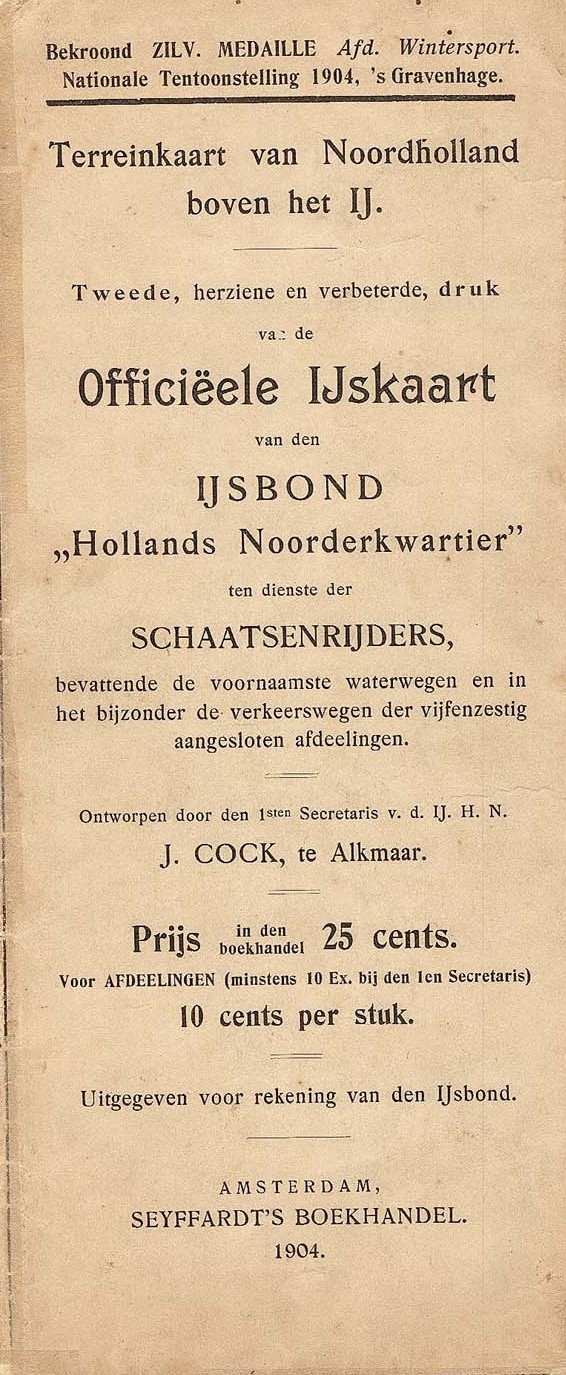 Bekroond ZILV. MEDAILLE Afd. Wintersport.
Nationale Tentoonstelling 1904, 's Gravenhage.
Terreinkaart van Noordholland
boven het IJ.
Tweede, herziene en verbeterde, druk
van de
Officiëele IJskaart
van den
IJSBOND
„Hollands Noorderkwartier”
ten dienste der
SCHAATSENRIJDERS,
bevattende de voornaamste waterwegen en in
het bijzonder de verkeerswegen der vijfenzestig
aangesloten afdeelingen.
Ontworpen door den 1sten Secretaris v. d. IJ. H. N.
J. COCK, te Alkmaar.
Prijs in den boekhandel 25 cents.
Voor AFDEELINGEN (minstens 10 Ex. bij den 1en Secretaris)
10 cents per stuk.
Uitgegeven voor rekening van den IJsbond.
AMSTERDAM,
SEYFFARDT'S BOEKHANDEL.
1904.